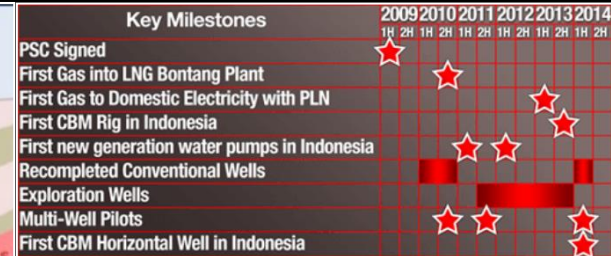 Key Milestones 2009 2010 2011 2012 2013 2014
1H 2H 1H 2H 1H 2H 1H 2H 1H 2H 1H 2H
PSC Signed
First Gas into LNG Bontang Plant
First Gas to Domestic Electricity with PLN
First CBM Rig in Indonesia
First new generation water pumps in Indonesia
Recompleted Conventional Wells
Exploration Wells
Multi-Well Pilots
First CBM Horizontal Well in Indonesia